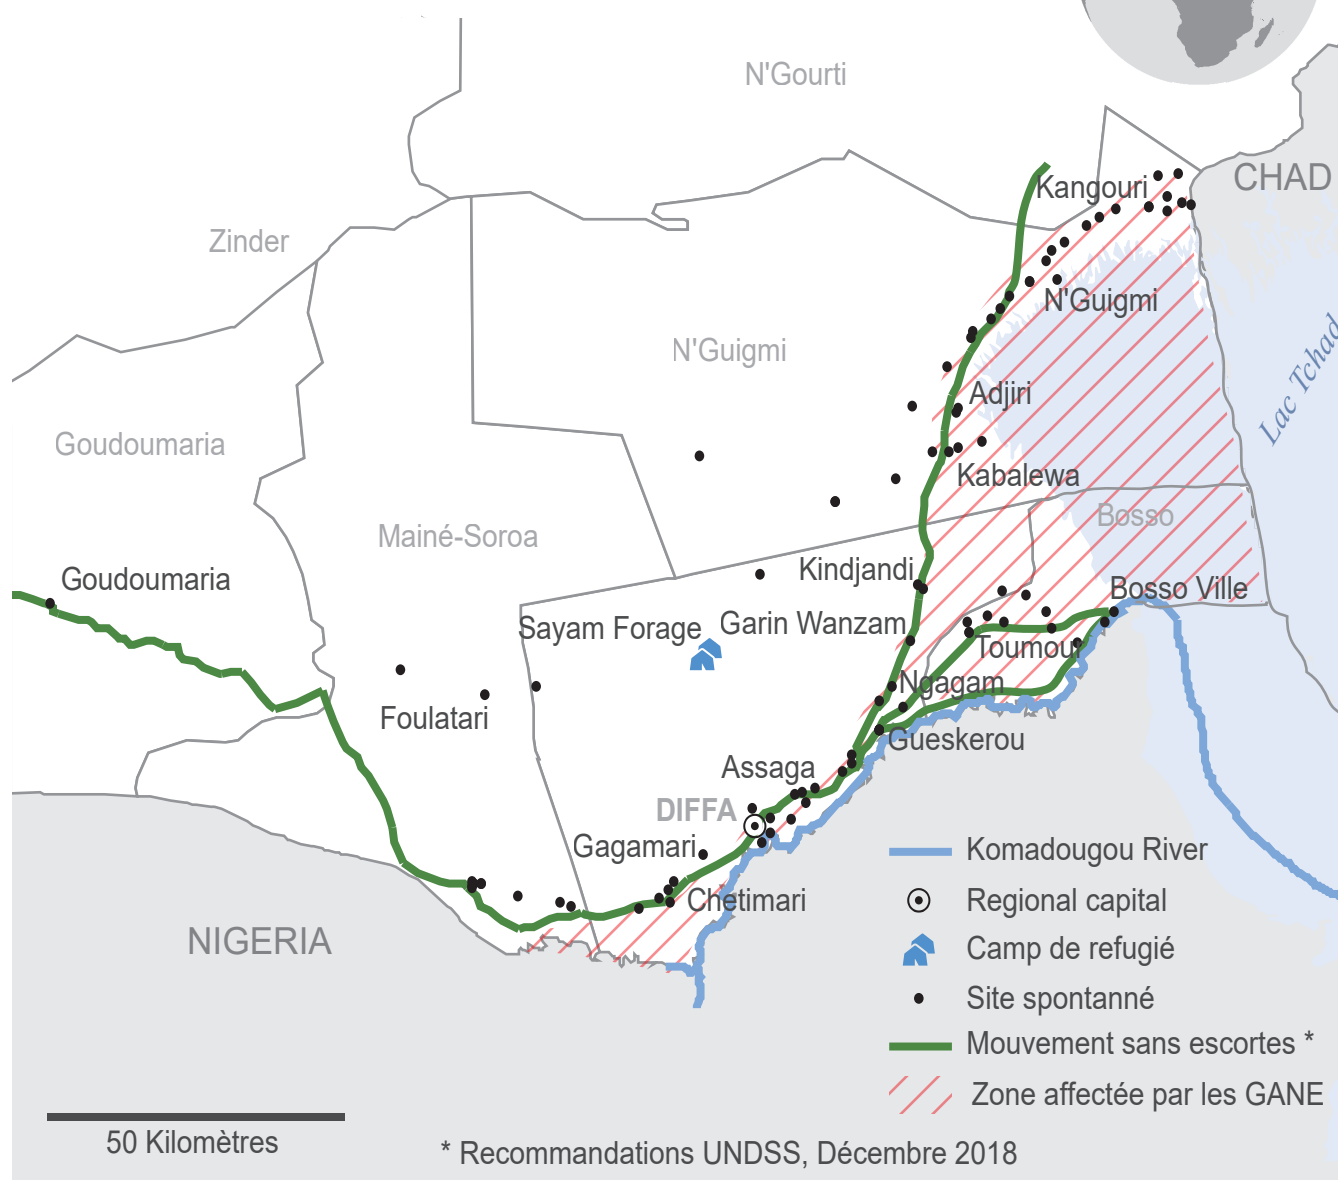 N'Gourti
CHAD
Kangouri
Zinder
N'Guigmi
Lac Tchad
N'Guigmi
Adjiri
Goudoumaria
Kabalewa
Bosso
Mainé-Soroa
Kindjandi
Goudoumaria
Bosso Ville
Sayam Forage
Garin Wanzam
Toumour
Ngagam
Foulatari
Gueskerou
Assaga
DIFFA
Gagamari
Chetimari
NIGERIA
Komadougou River
Regional capital
Camp de refugié
Site spontanné
Mouvement sans escortes *
Zone affectée par les GANE
50 Kilomètres
* Recommandations UNDSS, Décembre 2018